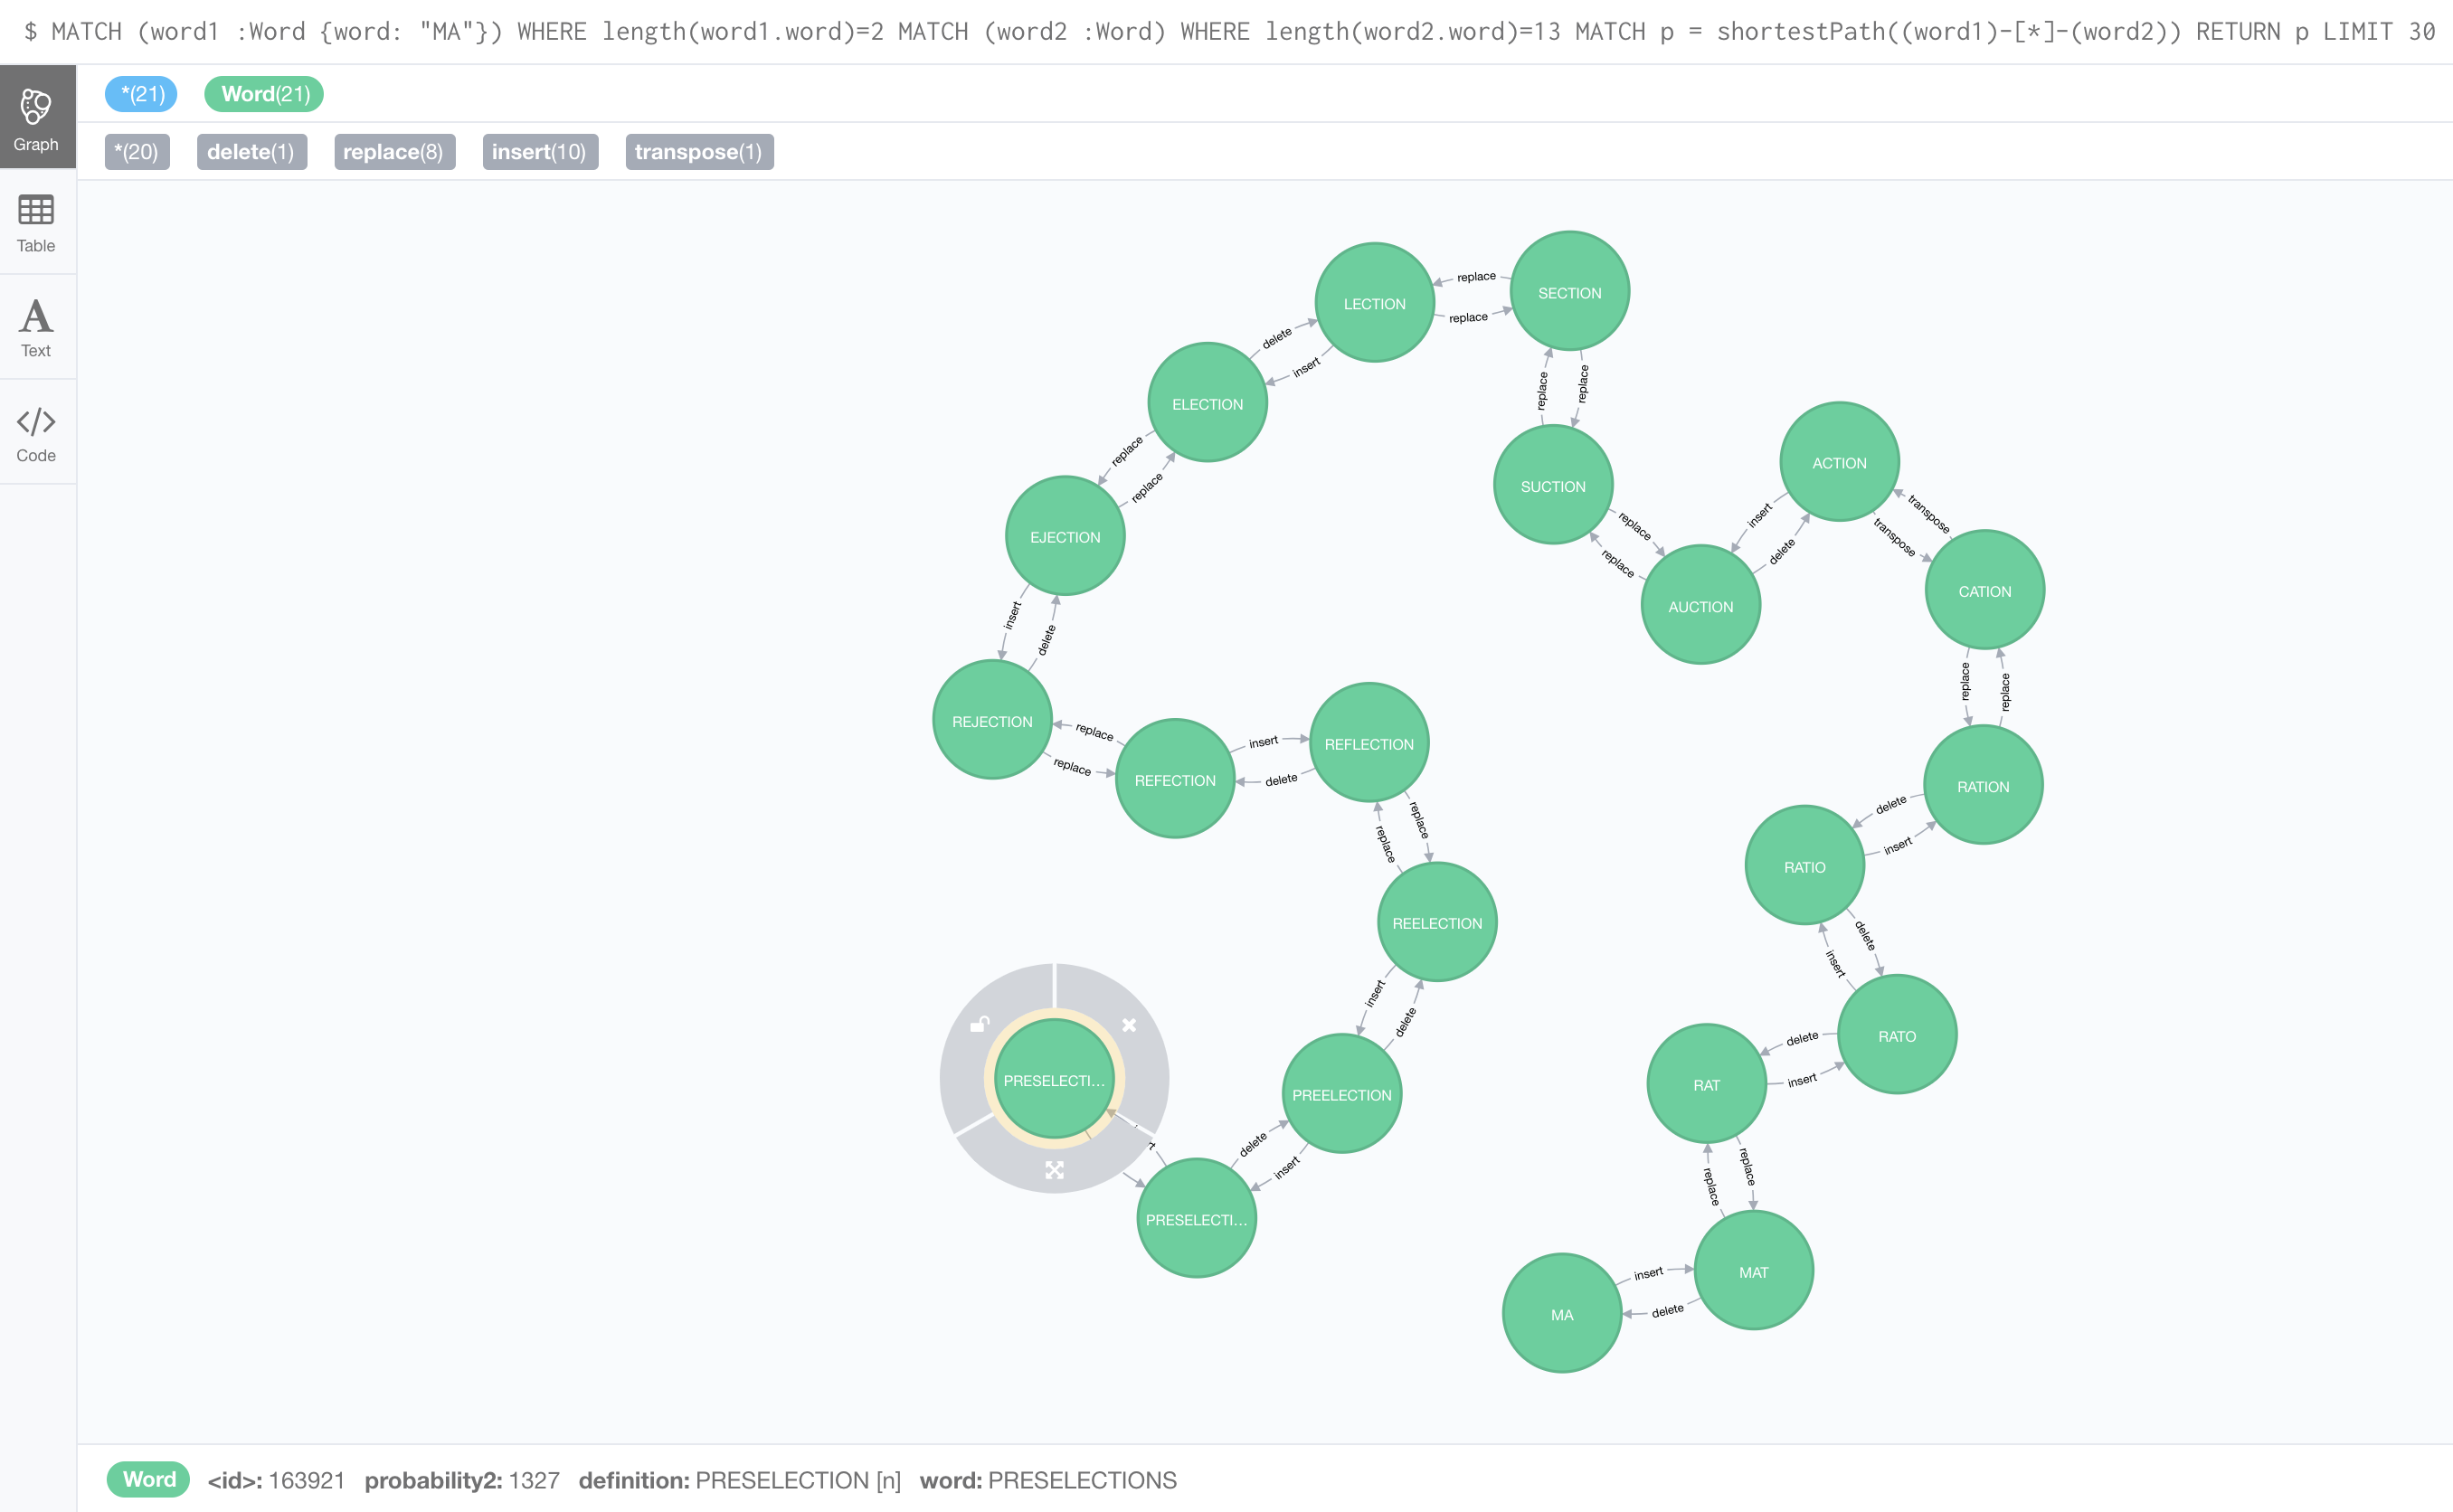 $ MATCH (word1 :Word {word: "MA"}) WHERE length(word1.word)=2 MATCH (word2 :Word) WHERE length(word2.word)=13 MATCH p = shortestPath((word1)-[*]-(word2)) RETURN p LIMIT 30
*(21) Word(21)
Graph
*(20) delete(1) replace(8) insert(10) transpose(1)
Table
Text
Code
SECTION
replace
LECTION
replace
delete
insert
replace
replace
ELECTION
replace
replace
ACTION
SUCTION
transpose
transpose
insert
delete
replace
replace
EJECTION
CATION
AUCTION
insert
delete
replace
replace
REJECTION
replace
replace
REFECTION
insert
delete
REFLECTION
RATION
delete
insert
replace
replace
RATIO
REELECTION
delete
insert
insert
delete
RATO
delete
insert
RAT
PRESELECTI...
PREELECTION
delete
insert
replace
replace
PRESELECTI...
MAT
insert
delete
MA
Word <id>: 163921 probability2: 1327 definition: PRESELECTION [n] word: PRESELECTIONS